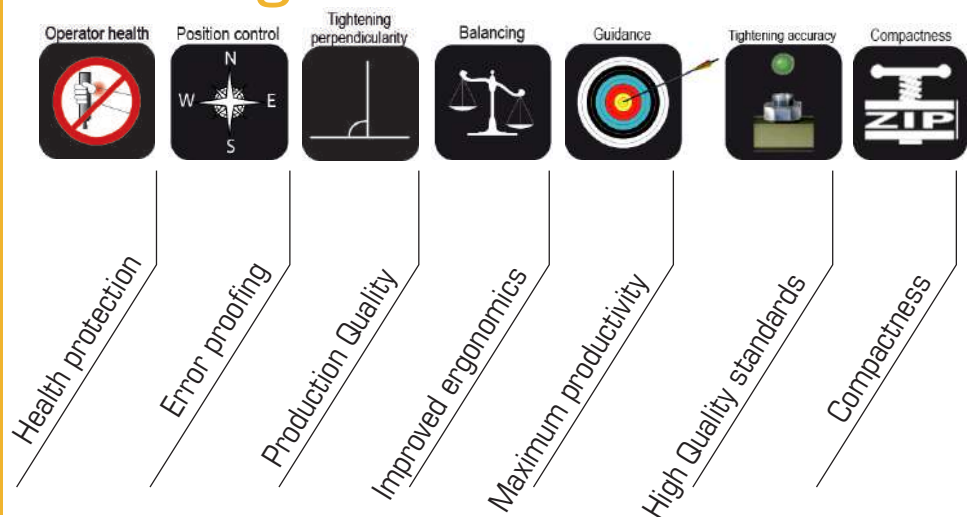 Operator health
Position control
Tightening
perpendicularity
Balancing
Guidance
Tightening accuracy
Compactness
N
W E
S
ZIP
Health protection
Error proofing
Production Quality
Improved ergonomics
Maximum productivity
High Quality standards
Compactness